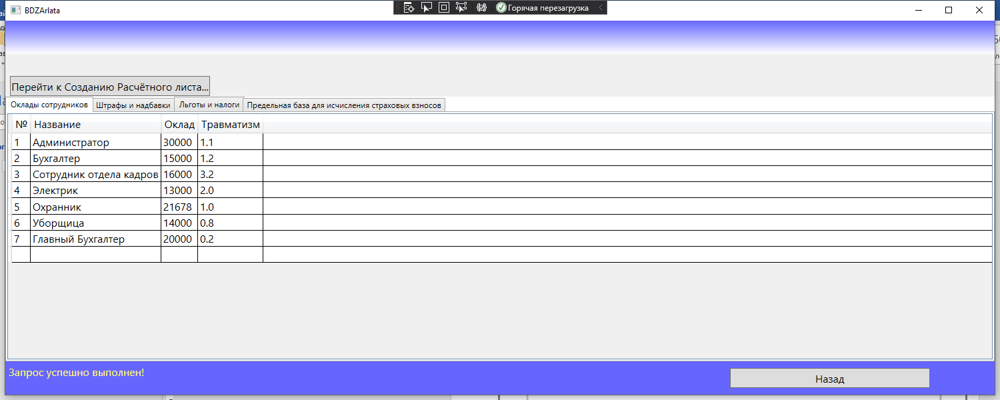 BDZArlata
Горячая перезагрузка
Перейти к Созданию Расчётного листа...
Оклады сотрудников Штрафы и надбавки Льготы и налоги Предельная база для исчисления страховых взносов
№ Название Оклад Травматизм
1 Администратор 30000 1.1
2 Бухгалтер 15000 1.2
3 Сотрудник отдела кадров 16000 3.2
4 Электрик 13000 2.0
5 Охранник 21678 1.0
6 Уборщица 14000 0.8
7 Главный Бухгалтер 20000 0.2
Запрос успешно выполнен!
Назад